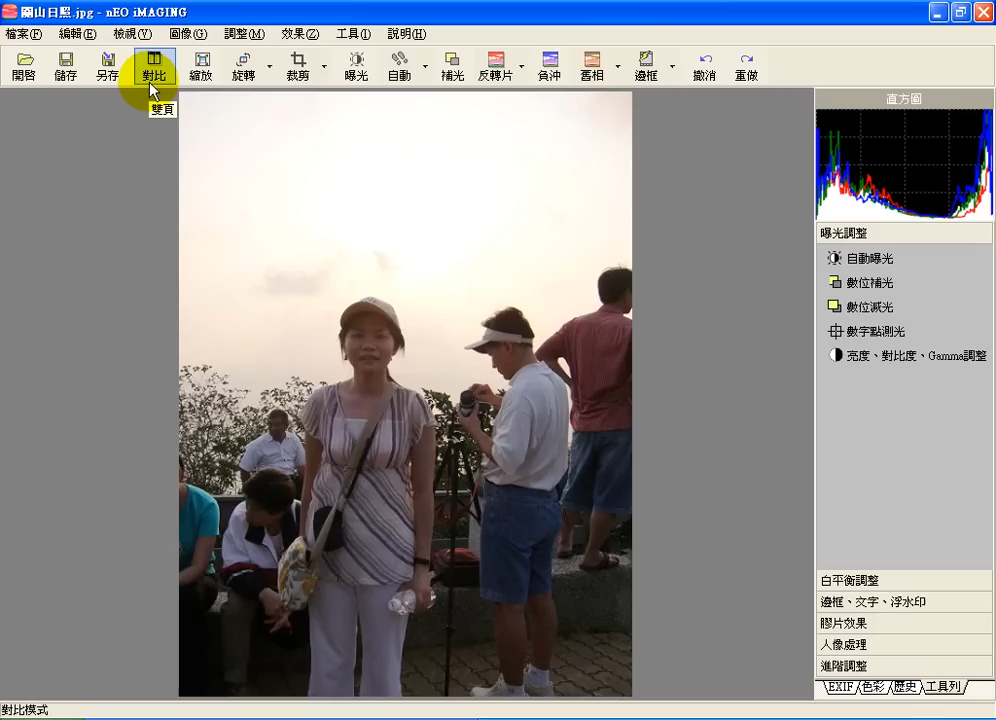 關山日照.jpg - nEO iMAGING
檔案(F) 編輯(E) 檢視(V) 圖像(G) 調整(M) 效果(Z) 工具(I) 說明(H)
開啓 儲存 另存 對比 縮放 旋轉 裁剪 曝光 自動 補光 反轉片 負沖 舊相 邊框 撤消 重做
雙頁
直方圖
曝光調整
自動曝光
數位補光
數位減光
數字點測光
亮度、對比度、Gamma調整
白平衡調整
邊框、文字、浮水印
膠片效果
人像處理
進階調整
EXIF 色彩 歷史 工具列
對比模式